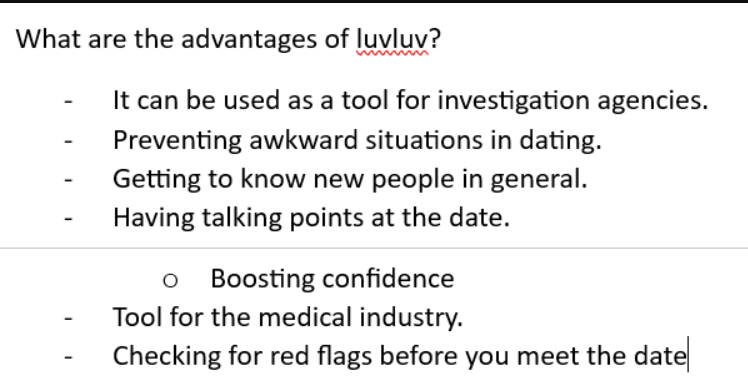 What are the advantages of luvluv?
- It can be used as a tool for investigation agencies.
- Preventing awkward situations in dating.
- Getting to know new people in general.
- Having talking points at the date.
o Boosting confidence
- Tool for the medical industry.
- Checking for red flags before you meet the date